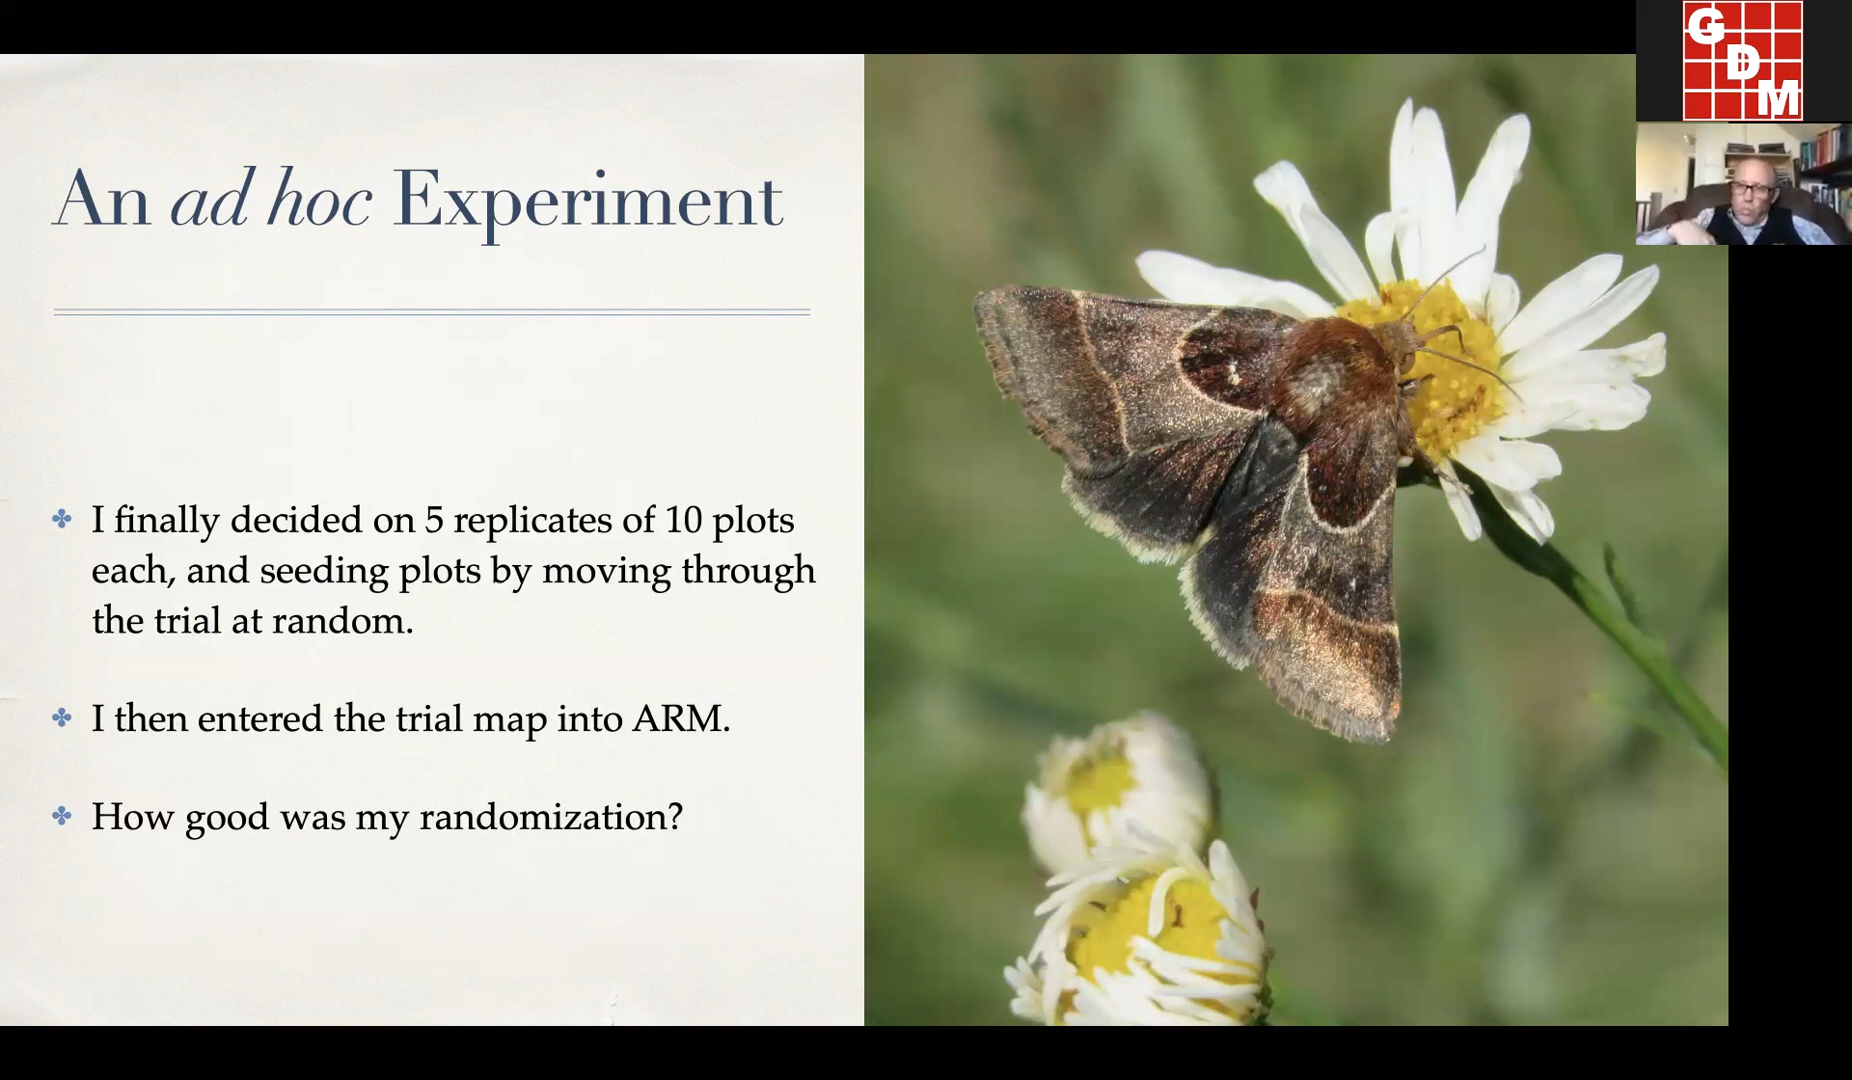 An ad hoc Experiment
I finally decided on 5 replicates of 10 plots
each, and seeding plots by moving through
the trial at random.
I then entered the trial map into ARM.
How good was my randomization?
G
D
M